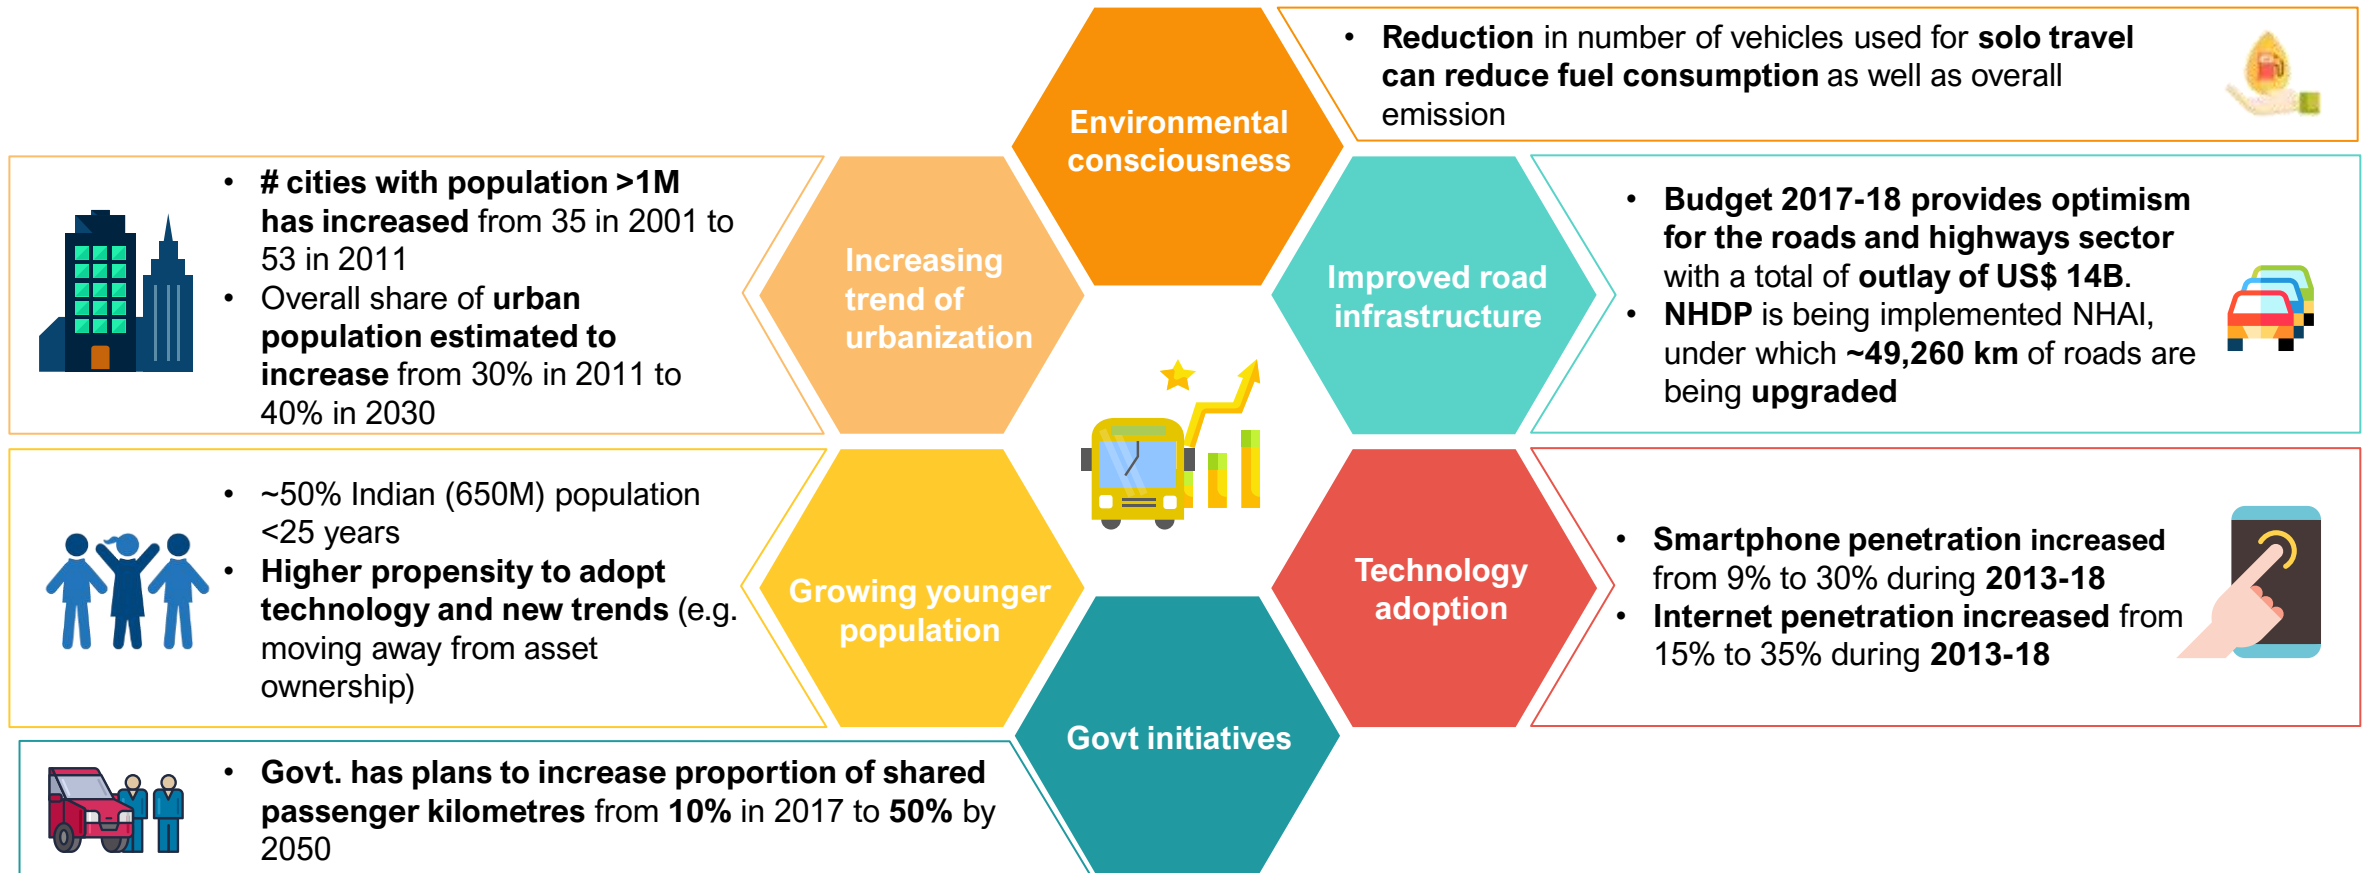 Environmental
consciousness
• Reduction in number of vehicles used for solo travel
can reduce fuel consumption as well as overall
emission
• # cities with population >1M
has increased from 35 in 2001 to
53 in 2011
• Overall share of urban
population estimated to
increase from 30% in 2011 to
40% in 2030
Increasing
trend of
urbanization
Improved road
infrastructure
• Budget 2017-18 provides optimism
for the roads and highways sector
with a total of outlay of US$ 14B.
• NHDP is being implemented NHAI,
under which ~49,260 km of roads are
being upgraded
• ~50% Indian (650M) population
<25 years
• Higher propensity to adopt
technology and new trends (e.g.
moving away from asset
ownership)
Growing younger
population
Technology
adoption
• Smartphone penetration increased
from 9% to 30% during 2013-18
• Internet penetration increased from
15% to 35% during 2013-18
Govt initiatives
• Govt. has plans to increase proportion of shared
passenger kilometres from 10% in 2017 to 50% by
2050